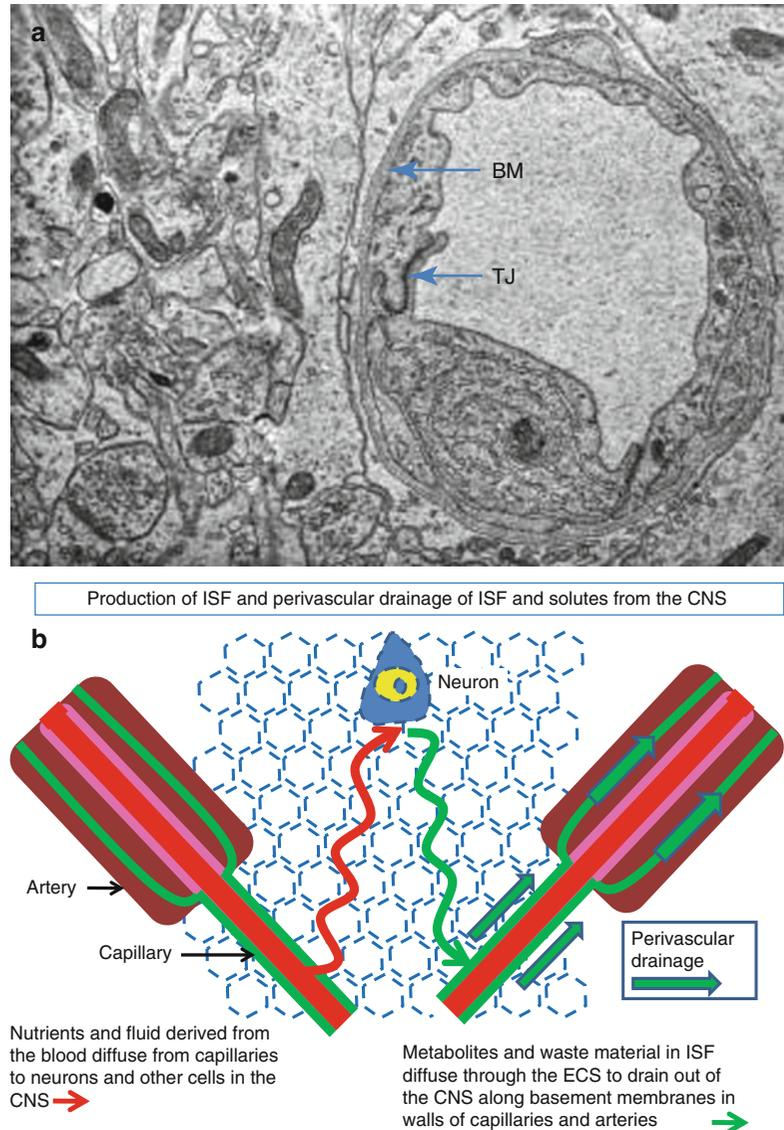 a
BM
TJ
Production of ISF and perivascular drainage of ISF and solutes from the CNS
b
Neuron
Artery
Capillary
Perivascular
drainage
Nutrients and fluid derived from
the blood diffuse from capillaries
to neurons and other cells in the
CNS
Metabolites and waste material in ISF
diffuse through the ECS to drain out of
the CNS along basement membranes in
walls of capillaries and arteries